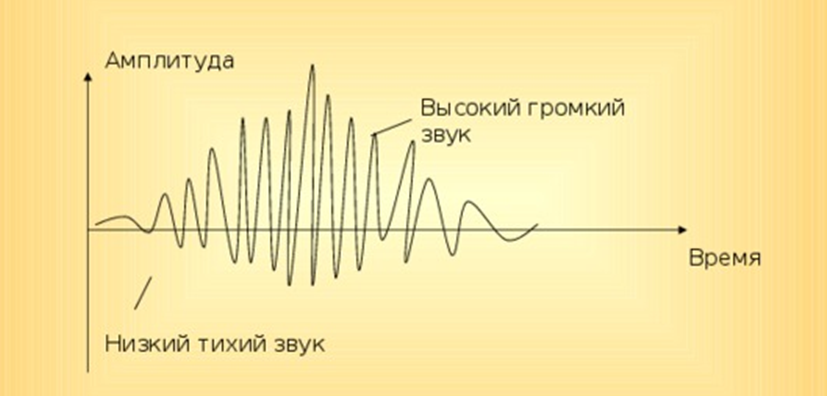 Амплитуда
Высокий громкий
звук
Время
Низкий тихий звук